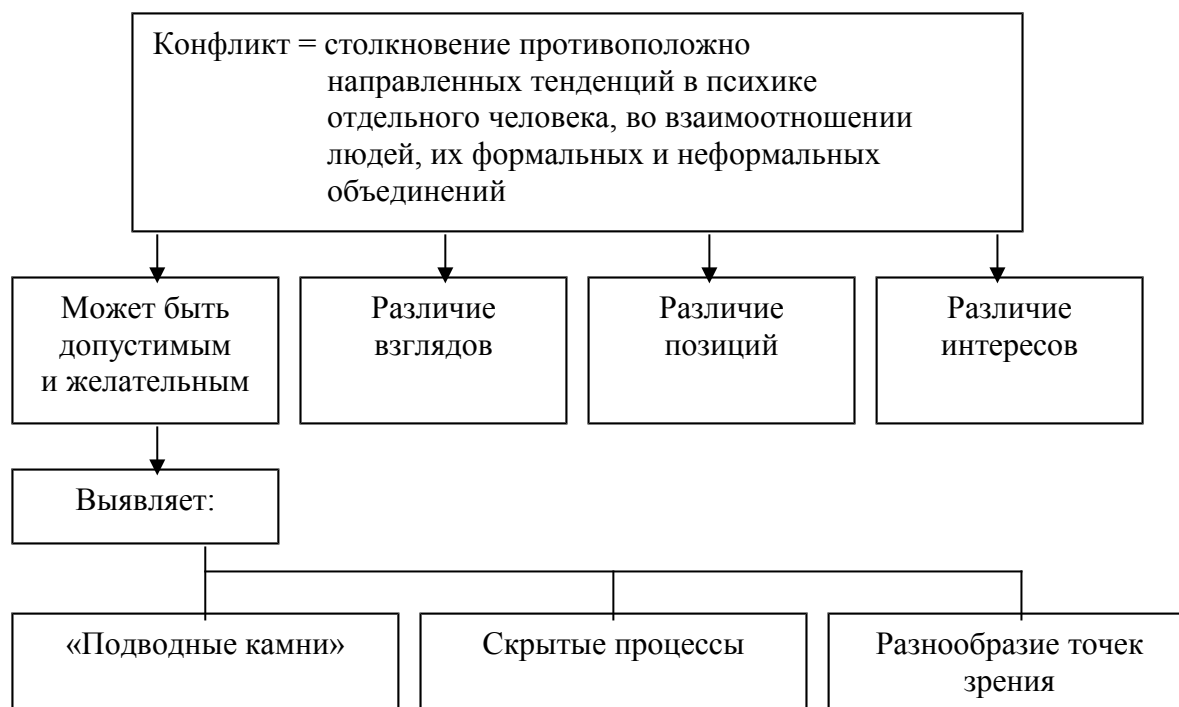 Конфликт = столкновение противоположно
направленных тенденций в психике
отдельного человека, во взаимоотношении
людей, их формальных и неформальных
объединений
Может быть
допустимым
и желательным
Различие
взглядов
Различие
позиций
Различие
интересов
Выявляет:
«Подводные камни»
Скрытые процессы
Разнообразие точек
зрения